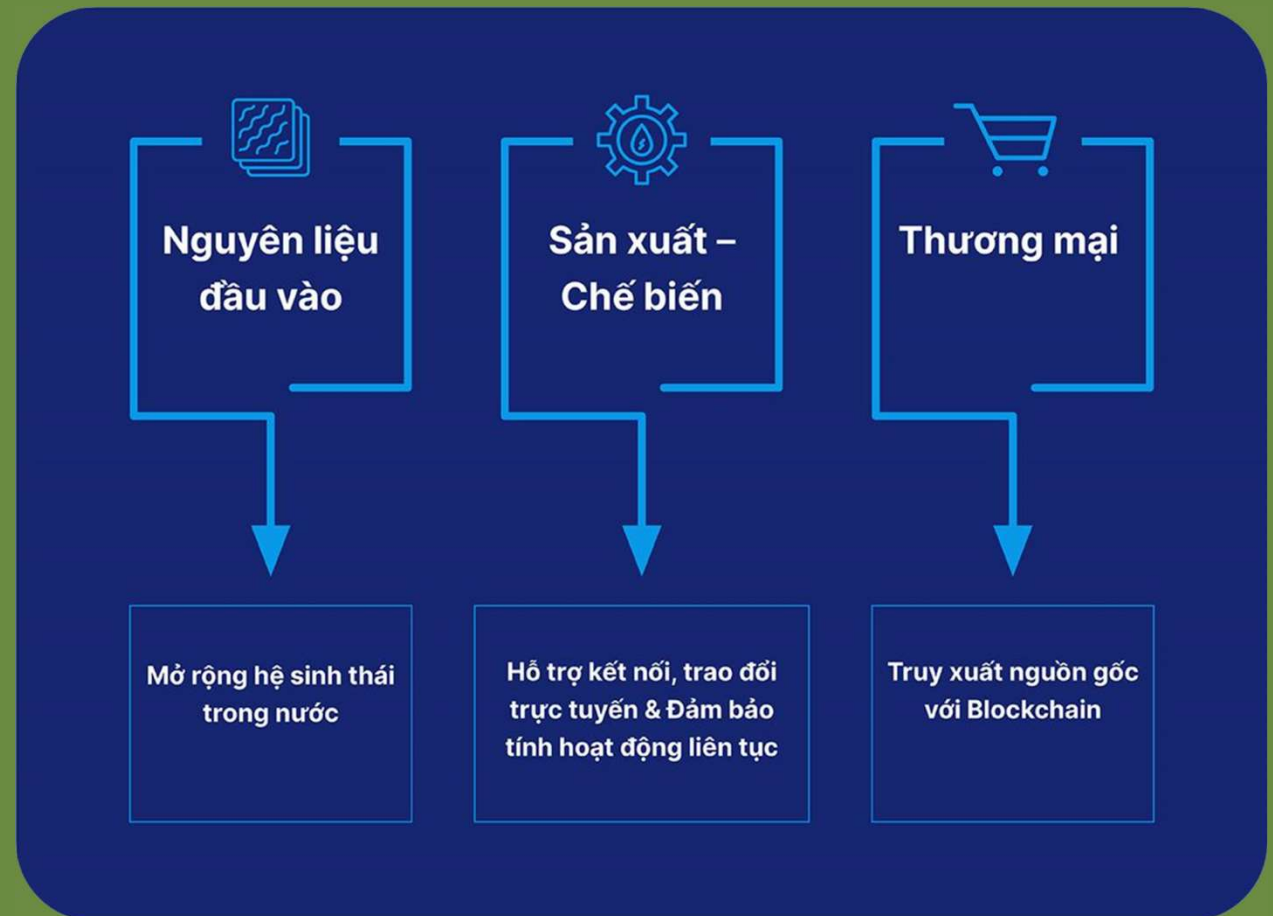 Nguyên liệu
đầu vào
Sản xuất –
Chế biến
Thương mại
Mở rộng hệ sinh thái
trong nước
Hỗ trợ kết nối, trao đổi
trực tuyến & Đảm bảo
tính hoạt động liên tục
Truy xuất nguồn gốc
với Blockchain